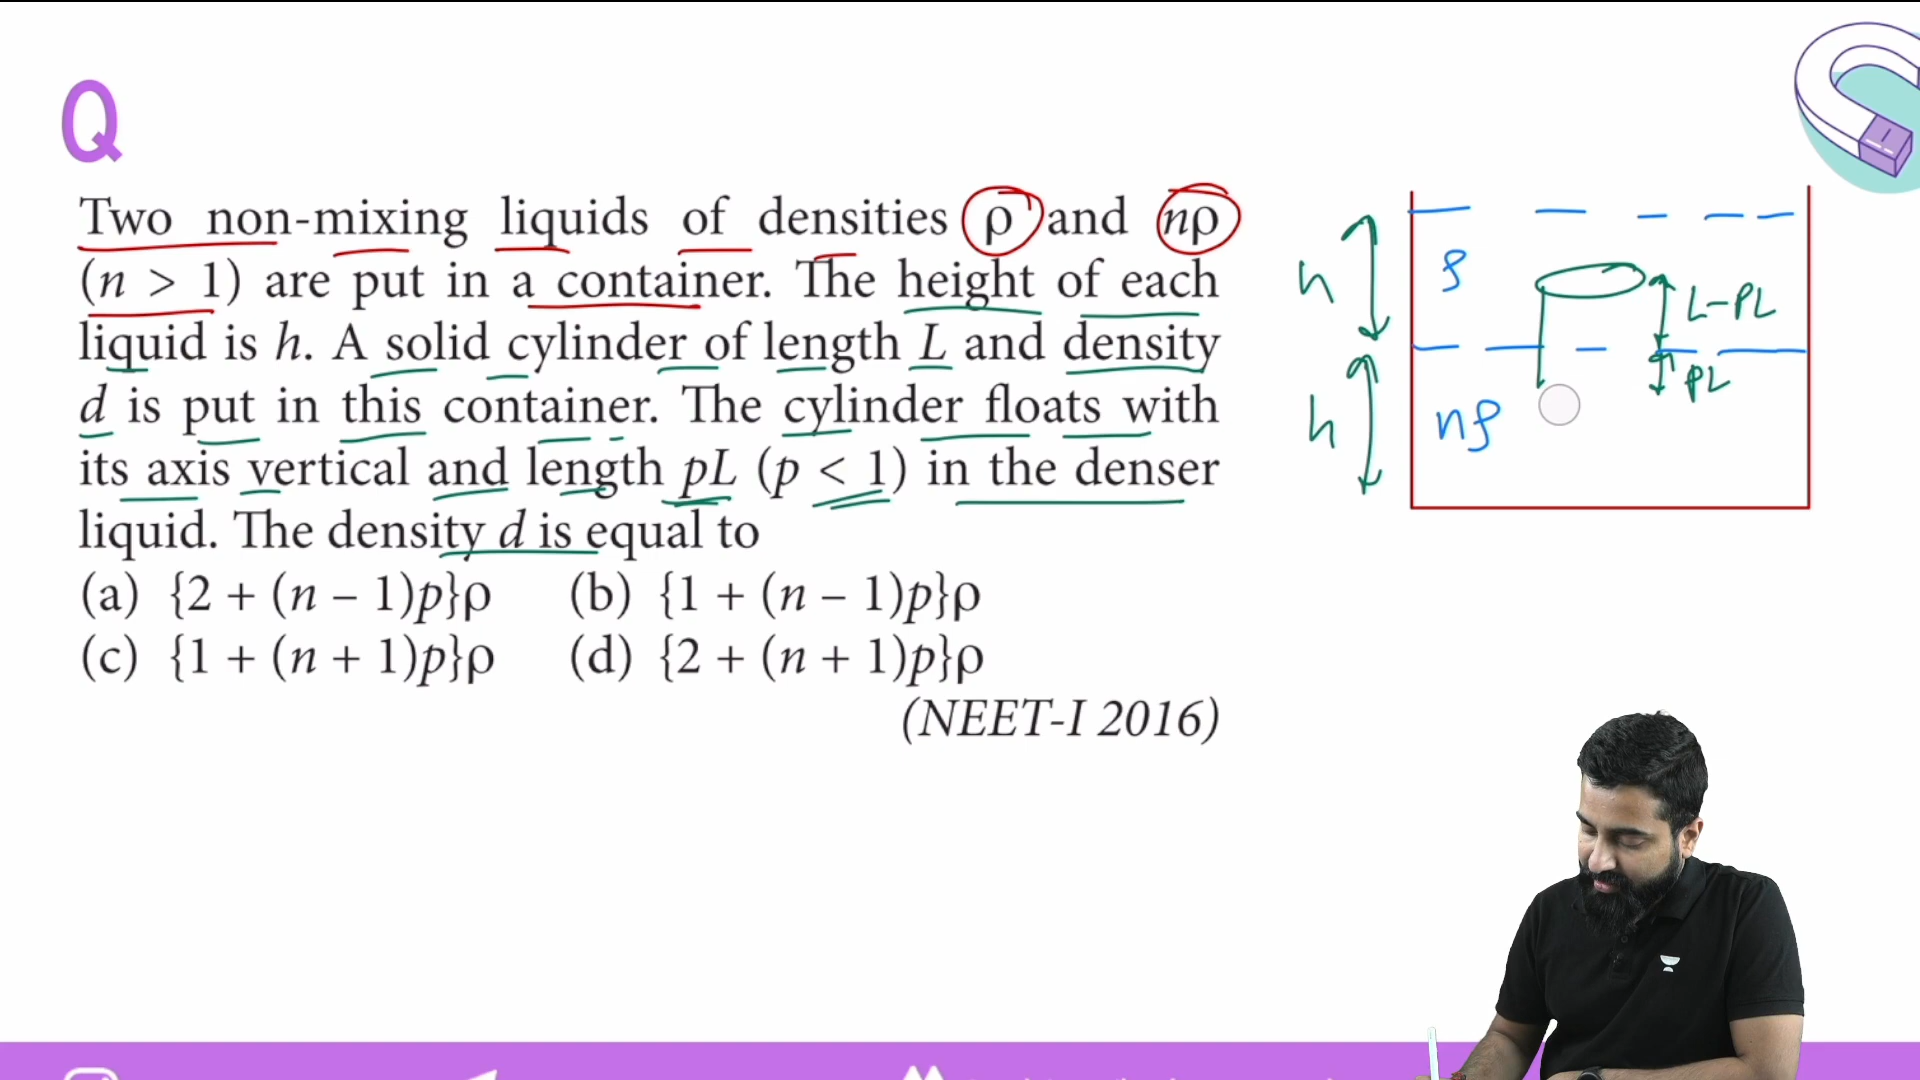 Q
Two non-mixing liquids of densities ρ and nρ
(n > 1) are put in a container. The height of each
liquid is h. A solid cylinder of length L and density
d is put in this container. The cylinder floats with
its axis vertical and length pL (p < 1) in the denser
liquid. The density d is equal to
(a) {2 + (n – 1)p}ρ (b) {1 + (n – 1)p}ρ
(c) {1 + (n + 1)p}ρ (d) {2 + (n + 1)p}ρ
(NEET-I 2016)
h
ρ
L-PL
PL
h
nρ